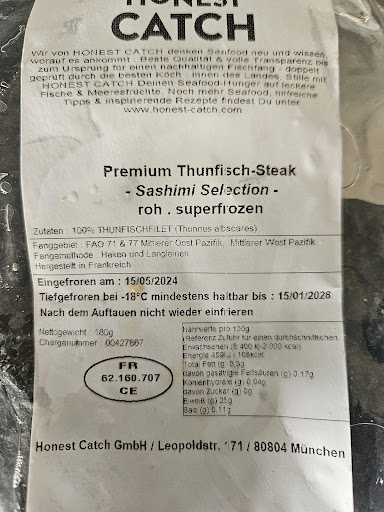 HONEST
CATCH
Wir von HONEST CATCH denken Seafood neu und wissen,
worauf es ankommt : Beste Qualität & volle Transparenz bis
zum Ursprung für einen nachhaltigen Fischfang - doppelt
geprüft durch die besten Köch : innen des Landes. Stille mit
HONEST CATCH Deinen Seafood-Hunger auf leckere
Fische & Meeresfrüchte. Noch mehr Seafood, hilfreiche
Tipps & inspirierende Rezepte findest Du unter
www.honest-catch.com
Premium Thunfisch-Steak
- Sashimi Selection -
roh . superfrozen
Zutaten : 100% THUNFISCHFILET (Thunnus albacares)
Fanggebiet : FAO 71 & 77 Mittlerer Oost Pazifik, Mittlerer West Pazifik
Fangemethode : Haken und Langleinen
Hergestellt in Frankreich
Eingefroren am : 15/05/2024
Tiefgefroren bei -18°C mindestens haltbar bis : 15/01/2028
Nach dem Auftauen nicht wieder einfrieren
Nettogewicht : 180g
Chargennummer : 00427667
FR
62.160.707
CE
Nährwerte pro 100g
(Referenz Zufuhr für einen durchschnittlichen
Erwachsenen (8 400 kJ-2 000 kcal)
Energie 459kJ / 108kcal
Total Fett (g) 0.8g
davon gesättigte Fettsäuren (g) 0.17g
Kohlenhydrate (g) 0.04g
davon Zucker (g) 0g
Eiweiß (g) 25g
Salz (g) 0.11g
Honest Catch GmbH / Leopoldstr. 171 / 80804 München